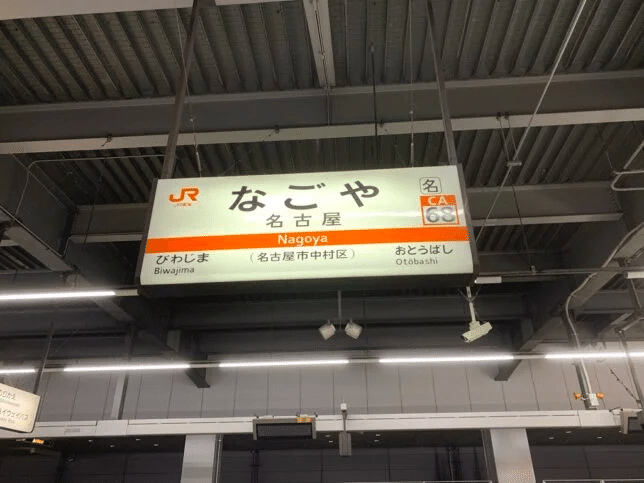 JR
なごや
名
CA
68
名古屋
Nagoya
びわじま
Biwajima
（名古屋市中村区）
おとうばし
Otōbashi